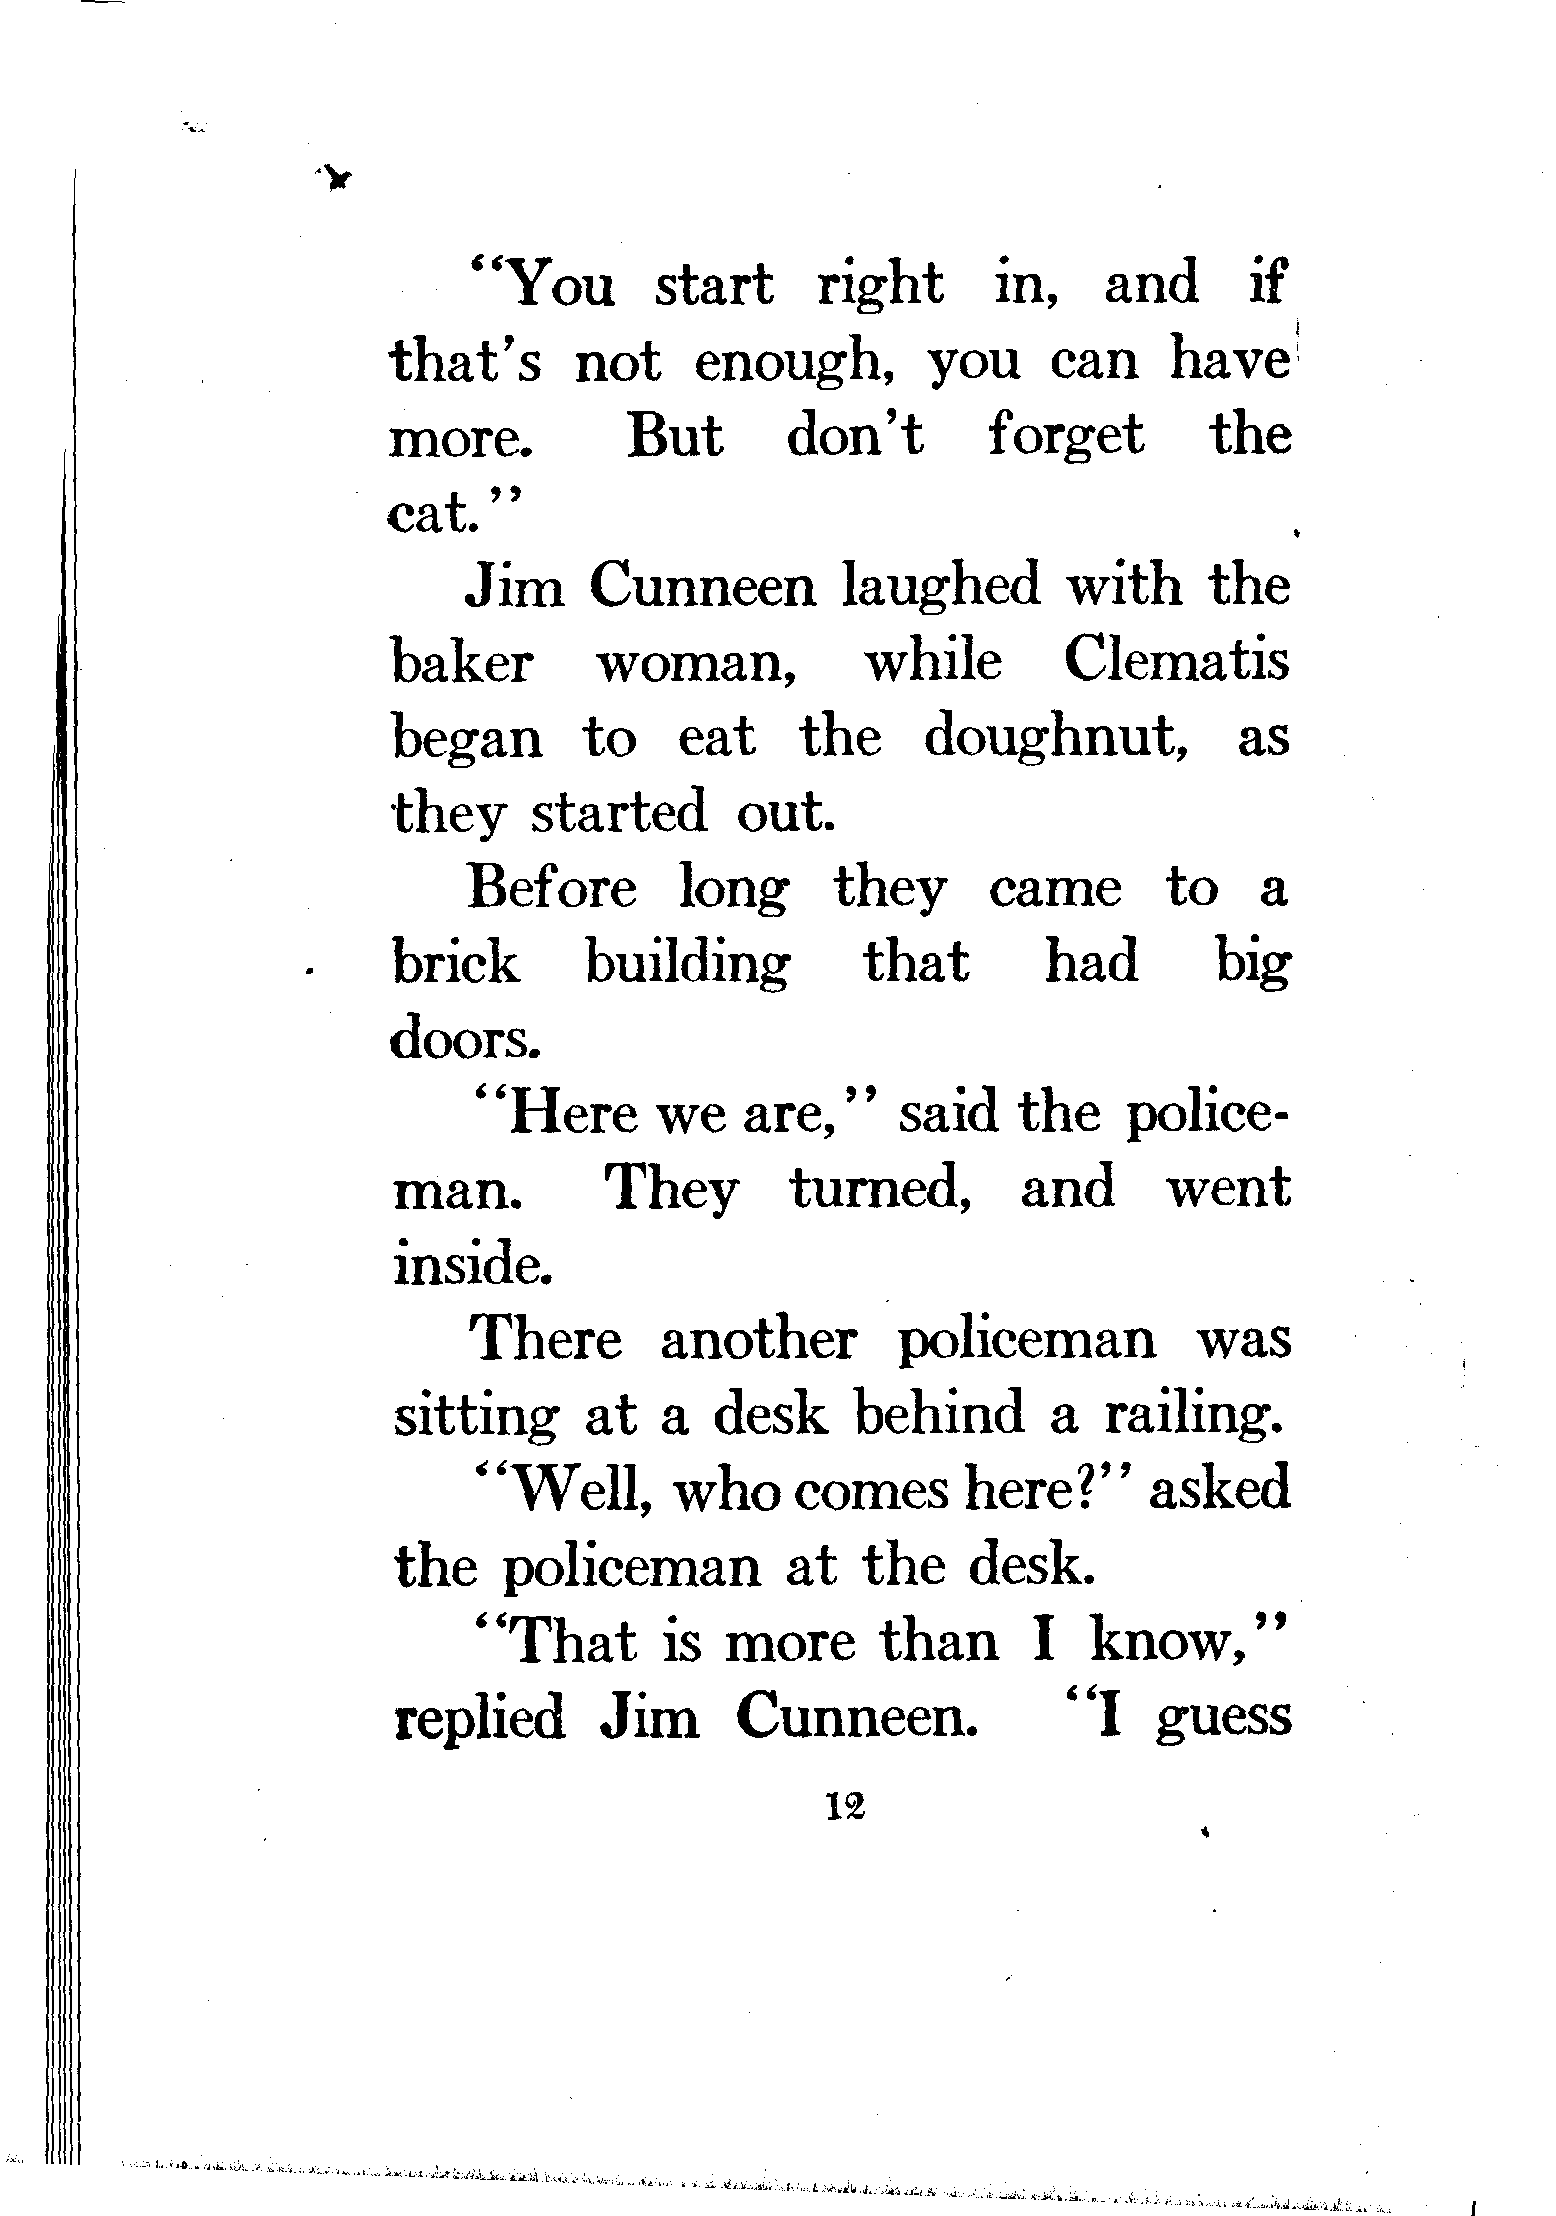 “You start right in, and if
that’s not enough, you can have
more. But don’t forget the
cat.”
Jim Cunneen laughed with the
baker woman, while Clematis
began to eat the doughnut, as
they started out.
Before long they came to a
brick building that had big
doors.
“Here we are,” said the police-
man. They turned, and went
inside.
There another policeman was
sitting at a desk behind a railing.
“Well, who comes here?” asked
the policeman at the desk.
“That is more than I know,”
replied Jim Cunneen. “I guess
12